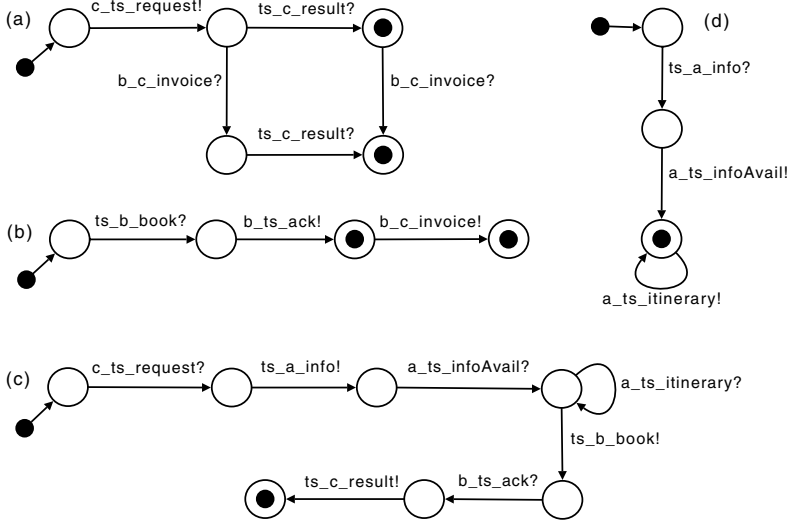 (a)
c_ts_request!
ts_c_result?
b_c_invoice?
b_c_invoice?
ts_c_result?
(d)
ts_a_info?
a_ts_infoAvail!
a_ts_itinerary!
(b)
ts_b_book?
b_ts_ack!
b_c_invoice!
(c)
c_ts_request?
ts_a_info!
a_ts_infoAvail?
a_ts_itinerary?
ts_b_book!
b_ts_ack?
ts_c_result!